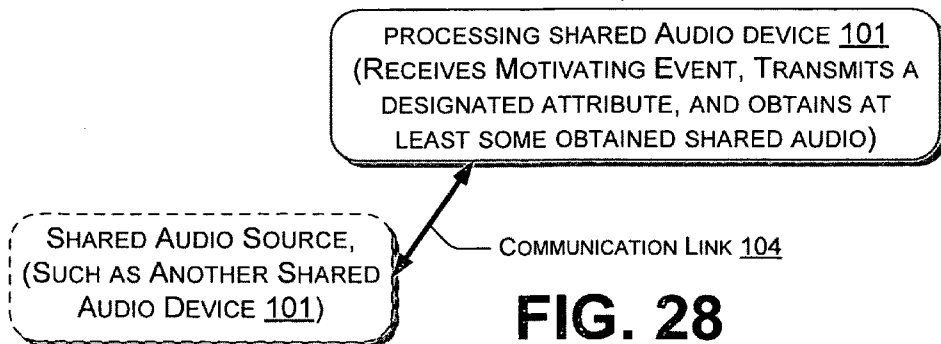 PROCESSING SHARED AUDIO DEVICE 101
(RECEIVES MOTIVATING EVENT, TRANSMITS A
DESIGNATED ATTRIBUTE, AND OBTAINS AT
LEAST SOME OBTAINED SHARED AUDIO)
SHARED AUDIO SOURCE,
(SUCH AS ANOTHER SHARED
AUDIO DEVICE 101)
COMMUNICATION LINK 104
FIG. 28